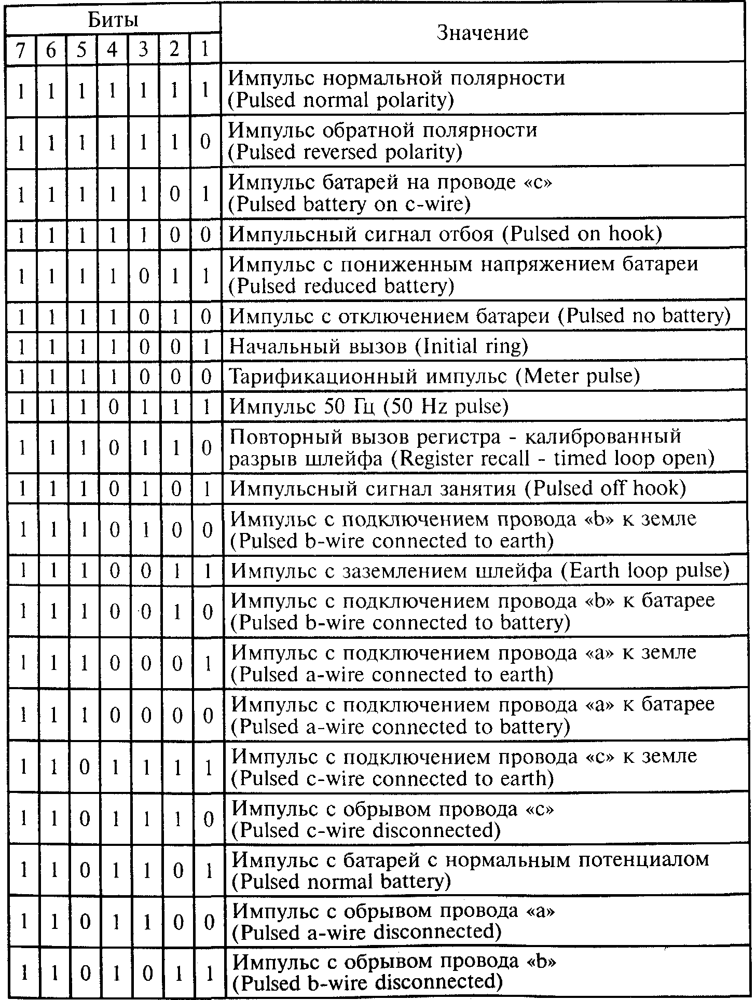 Биты
Значение
7 6 5 4 3 2 1
1 1 1 1 1 1 1 Импульс нормальной полярности
(Pulsed normal polarity)
1 1 1 1 1 1 0 Импульс обратной полярности
(Pulsed reversed polarity)
1 1 1 1 1 0 1 Импульс батарей на проводе «с»
(Pulsed battery on c-wire)
1 1 1 1 1 0 0 Импульсный сигнал отбоя (Pulsed on hook)
1 1 1 1 0 1 1 Импульс с пониженным напряжением батареи
(Pulsed reduced battery)
1 1 1 1 0 1 0 Импульс с отключением батареи (Pulsed no battery)
1 1 1 1 0 0 1 Начальный вызов (Initial ring)
1 1 1 1 0 0 0 Тарификационный импульс (Meter pulse)
1 1 1 0 1 1 1 Импульс 50 Гц (50 Hz pulse)
1 1 1 0 1 1 0 Повторный вызов регистра - калиброванный
разрыв шлейфа (Register recall - timed loop open)
1 1 1 0 1 0 1 Импульсный сигнал занятия (Pulsed off hook)
1 1 1 0 1 0 0 Импульс с подключением провода «b» к земле
(Pulsed b-wire connected to earth)
1 1 1 0 0 1 1 Импульс с заземлением шлейфа (Earth loop pulse)
1 1 1 0 0 1 0 Импульс с подключением провода «b» к батарее
(Pulsed b-wire connected to battery)
1 1 1 0 0 0 1 Импульс с подключением провода «a» к земле
(Pulsed a-wire connected to earth)
1 1 1 0 0 0 0 Импульс с подключением провода «a» к батарее
(Pulsed a-wire connected to battery)
1 1 0 1 1 1 1 Импульс с подключением провода «с» к земле
(Pulsed c-wire connected to earth)
1 1 0 1 1 1 0 Импульс с обрывом провода «с»
(Pulsed c-wire disconnected)
1 1 0 1 1 0 1 Импульс с батарей с нормальным потенциалом
(Pulsed normal battery)
1 1 0 1 1 0 0 Импульс с обрывом провода «a»
(Pulsed a-wire disconnected)
1 1 0 1 0 1 1 Импульс с обрывом провода «b»
(Pulsed b-wire disconnected)